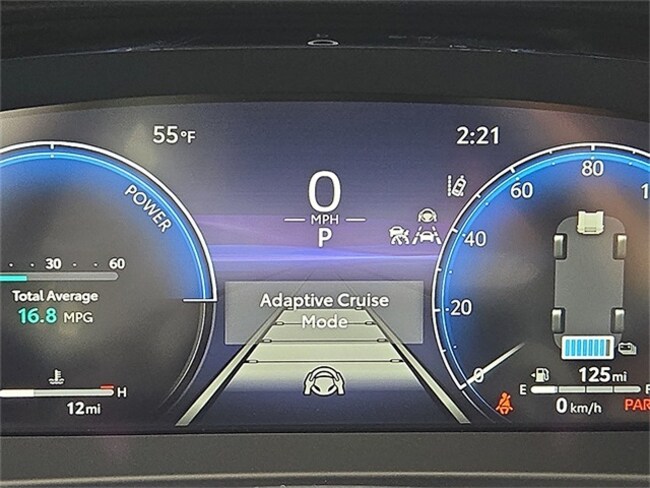 55°F
2:21
0
MPH
P
POWER
60
80
1
40
20
0
30
60
Total Average
16.8 MPG
Adaptive Cruise
Mode
H
12mi
E
F
125mi
0 km/h
PAR